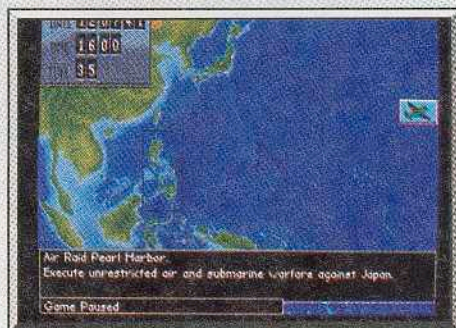 1600
35
Air Raid Pearl Harbor.
Execute unrestricted air and submarine warfare against Japan.
Game Paused